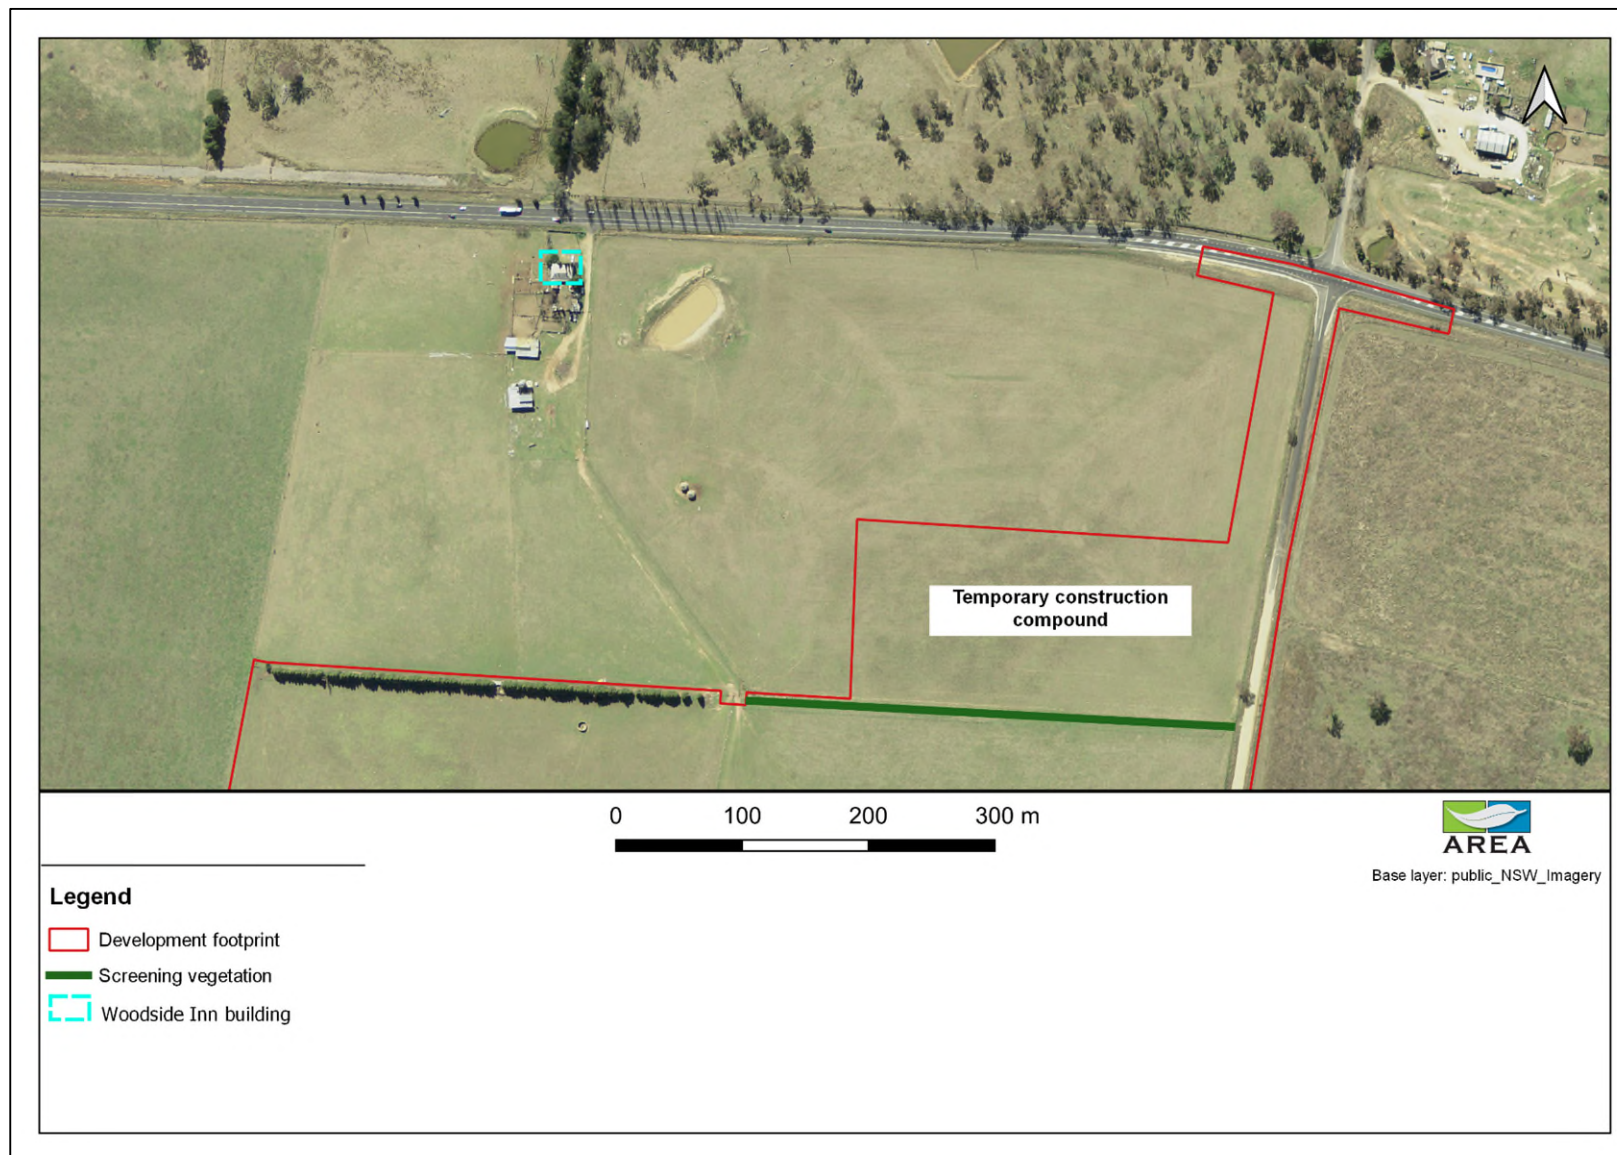 Temporary construction
compound
0 100 200 300 m
AREA
Base layer: public_NSW_Imagery
Legend
Development footprint
Screening vegetation
Woodside Inn building